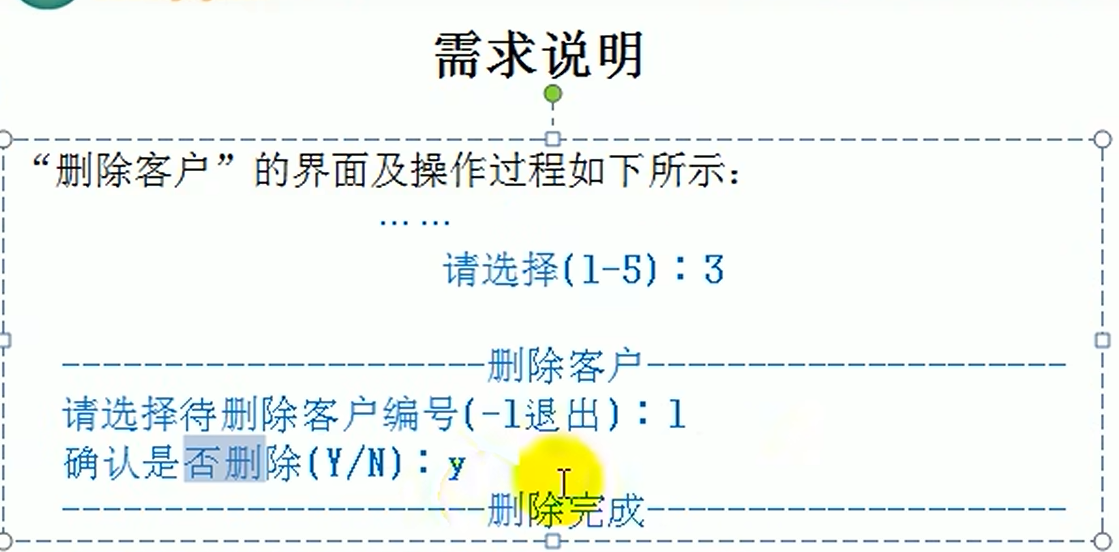 需求说明
“删除客户”的界面及操作过程如下所示：
……
请选择(1-5)：3
---------------------删除客户---------------------
请选择待删除客户编号(-1退出)：1
确认是否删除(Y/N)：y
---------------------删除完成---------------------